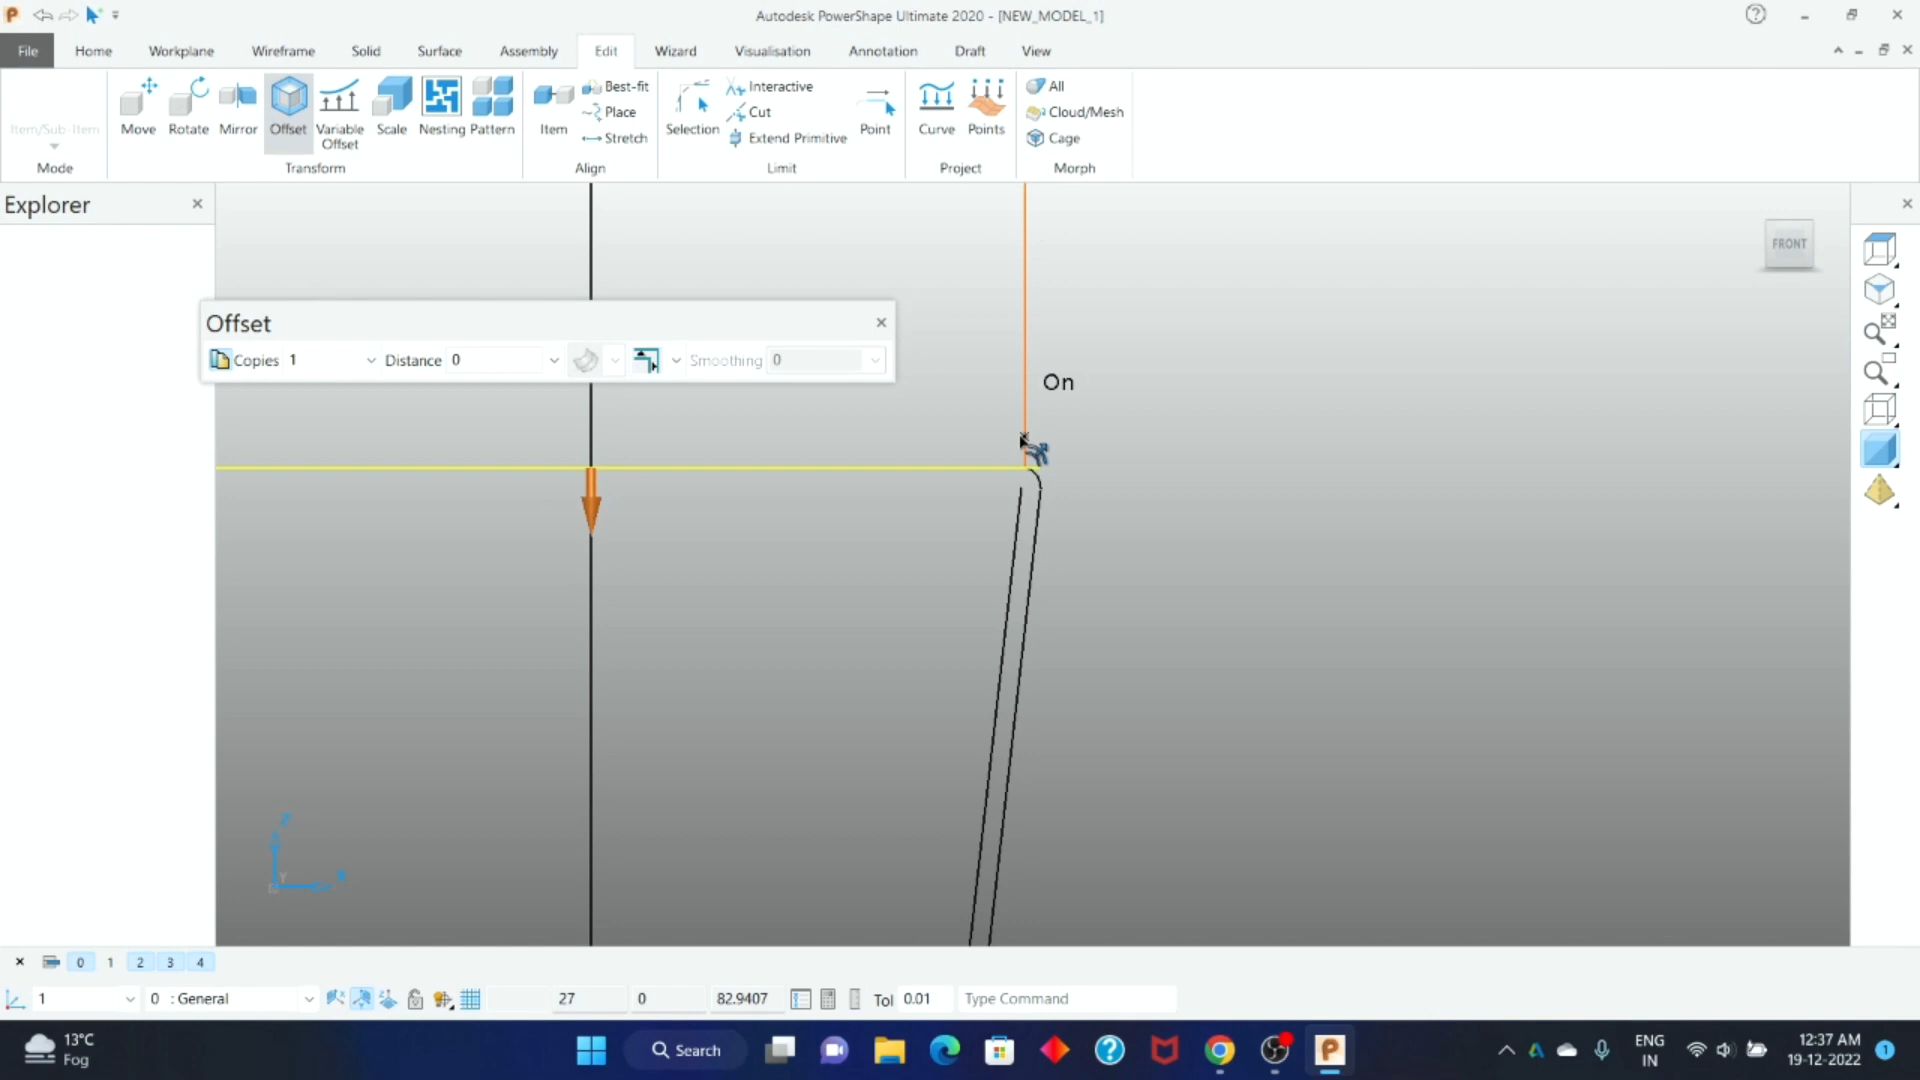 Autodesk PowerShape Ultimate 2020 - [NEW_MODEL_1]
File Home Workplane Wireframe Solid Surface Assembly Edit Wizard Visualisation Annotation Draft View
Item/Sub-Item
Mode
Move Rotate Mirror Offset Variable Offset Scale Nesting Pattern
Transform
Item
Best-fit
Place
Stretch
Align
Selection
Interactive
Cut
Extend Primitive
Point
Limit
Curve Points
Project
All
Cloud/Mesh
Cage
Morph
Explorer
FRONT
Offset
Copies 1 Distance 0 Smoothing 0
On
Z
Y
X
0 1 2 3 4
1 0 : General 27 0 82.9407 Tol 0.01 Type Command
13°C
Fog
Search
ENG
IN
12:37 AM
19-12-2022
1